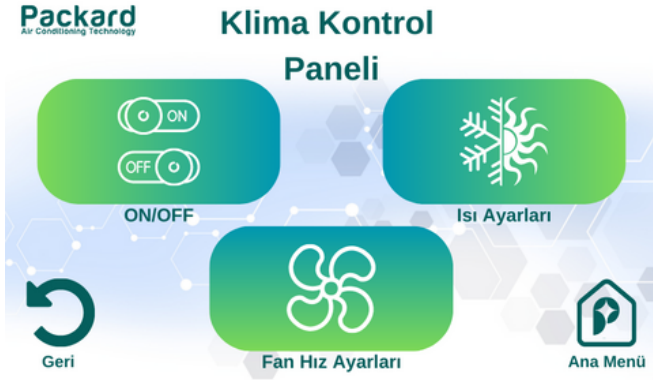 Packard
Air Conditioning Technology
Klima Kontrol
Paneli
ON
OFF
ON/OFF
Isı Ayarları
Fan Hız Ayarları
Geri
Ana Menü